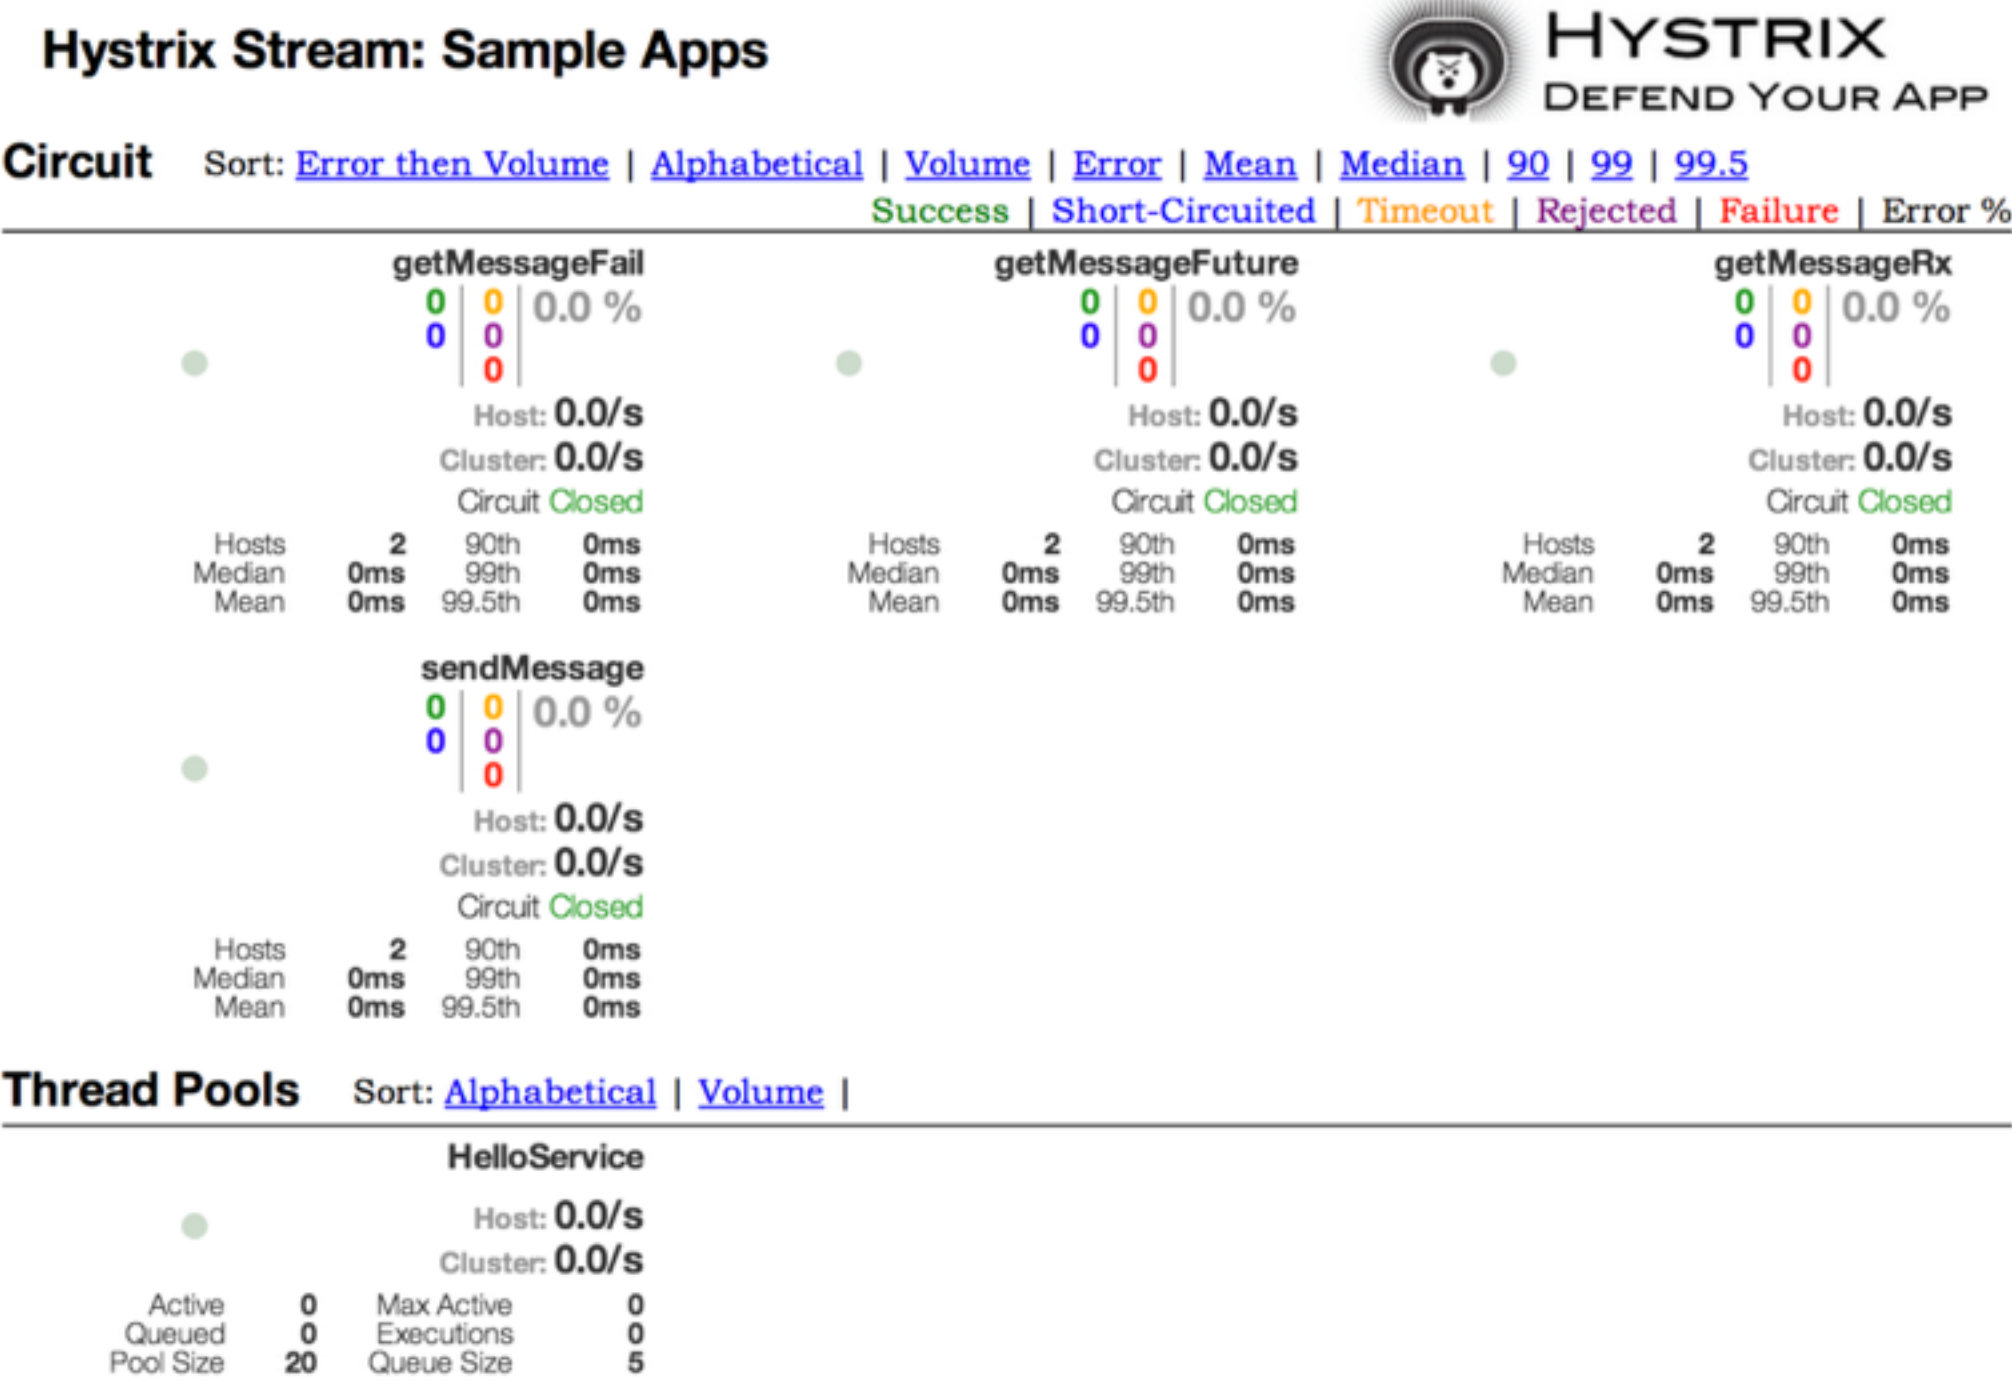 Hystrix Stream: Sample Apps
HYSTRIX
DEFEND YOUR APP
Circuit Sort: Error then Volume | Alphabetical | Volume | Error | Mean | Median | 90 | 99 | 99.5
Success | Short-Circuited | Timeout | Rejected | Failure | Error %
getMessageFail
0 0 0.0 %
0 0
0
Host: 0.0/s
Cluster: 0.0/s
Circuit Closed
Hosts 2 90th 0ms
Median 0ms 99th 0ms
Mean 0ms 99.5th 0ms
getMessageFuture
0 0 0.0 %
0 0
0
Host: 0.0/s
Cluster: 0.0/s
Circuit Closed
Hosts 2 90th 0ms
Median 0ms 99th 0ms
Mean 0ms 99.5th 0ms
getMessageRx
0 0 0.0 %
0 0
0
Host: 0.0/s
Cluster: 0.0/s
Circuit Closed
Hosts 2 90th 0ms
Median 0ms 99th 0ms
Mean 0ms 99.5th 0ms
sendMessage
0 0 0.0 %
0 0
0
Host: 0.0/s
Cluster: 0.0/s
Circuit Closed
Hosts 2 90th 0ms
Median 0ms 99th 0ms
Mean 0ms 99.5th 0ms
Thread Pools Sort: Alphabetical | Volume |
HelloService
Host: 0.0/s
Cluster: 0.0/s
Active 0 Max Active 0
Queued 0 Executions 0
Pool Size 20 Queue Size 5